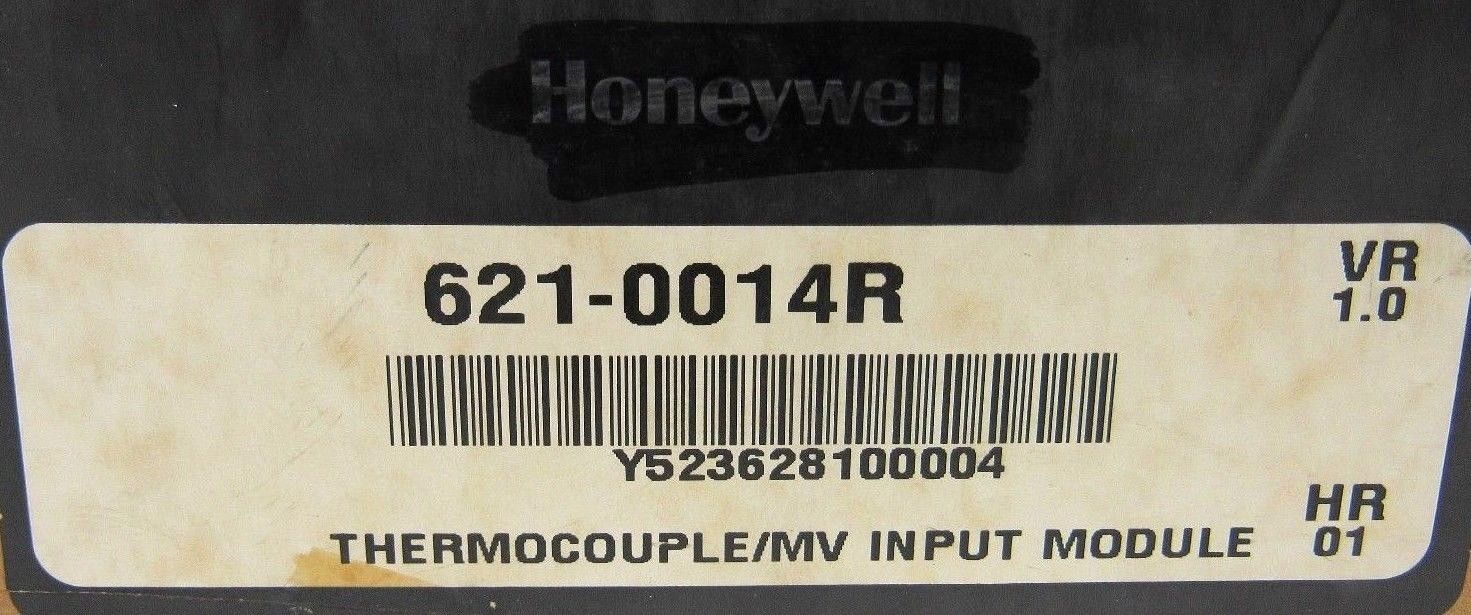 Honeywell
621-0014R
VR
1.0
Y523628100004
THERMOCOUPLE/MV INPUT MODULE
HR
01